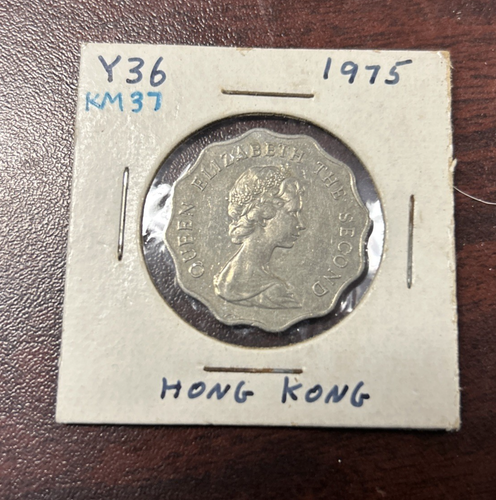 Y36 1975
KM37
QUEEN ELIZABETH THE SECOND
HONG KONG